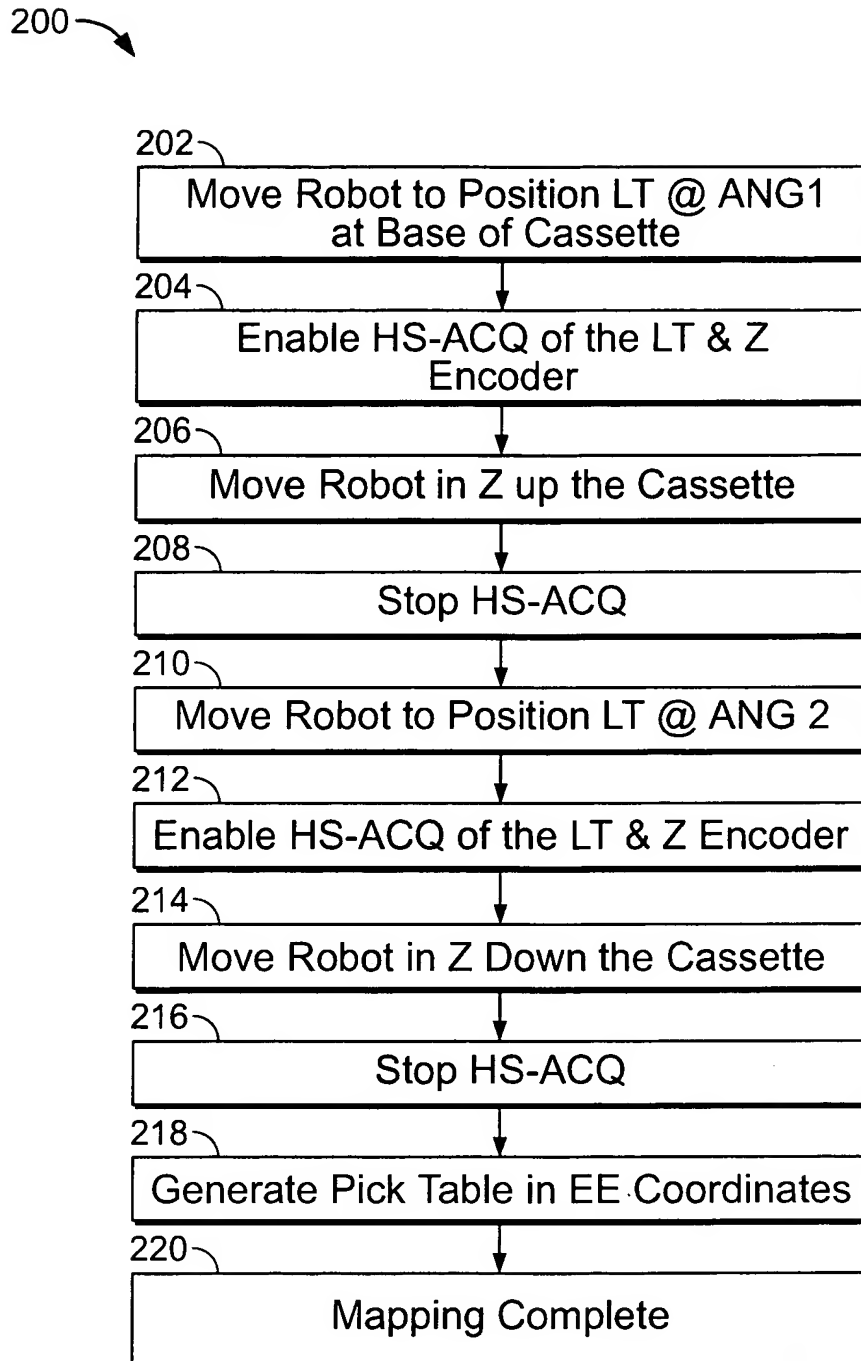 200
202
Move Robot to Position LT @ ANG1
at Base of Cassette
204
Enable HS-ACQ of the LT & Z
Encoder
206
Move Robot in Z up the Cassette
208
Stop HS-ACQ
210
Move Robot to Position LT @ ANG 2
212
Enable HS-ACQ of the LT & Z Encoder
214
Move Robot in Z Down the Cassette
216
Stop HS-ACQ
218
Generate Pick Table in EE Coordinates
220
Mapping Complete